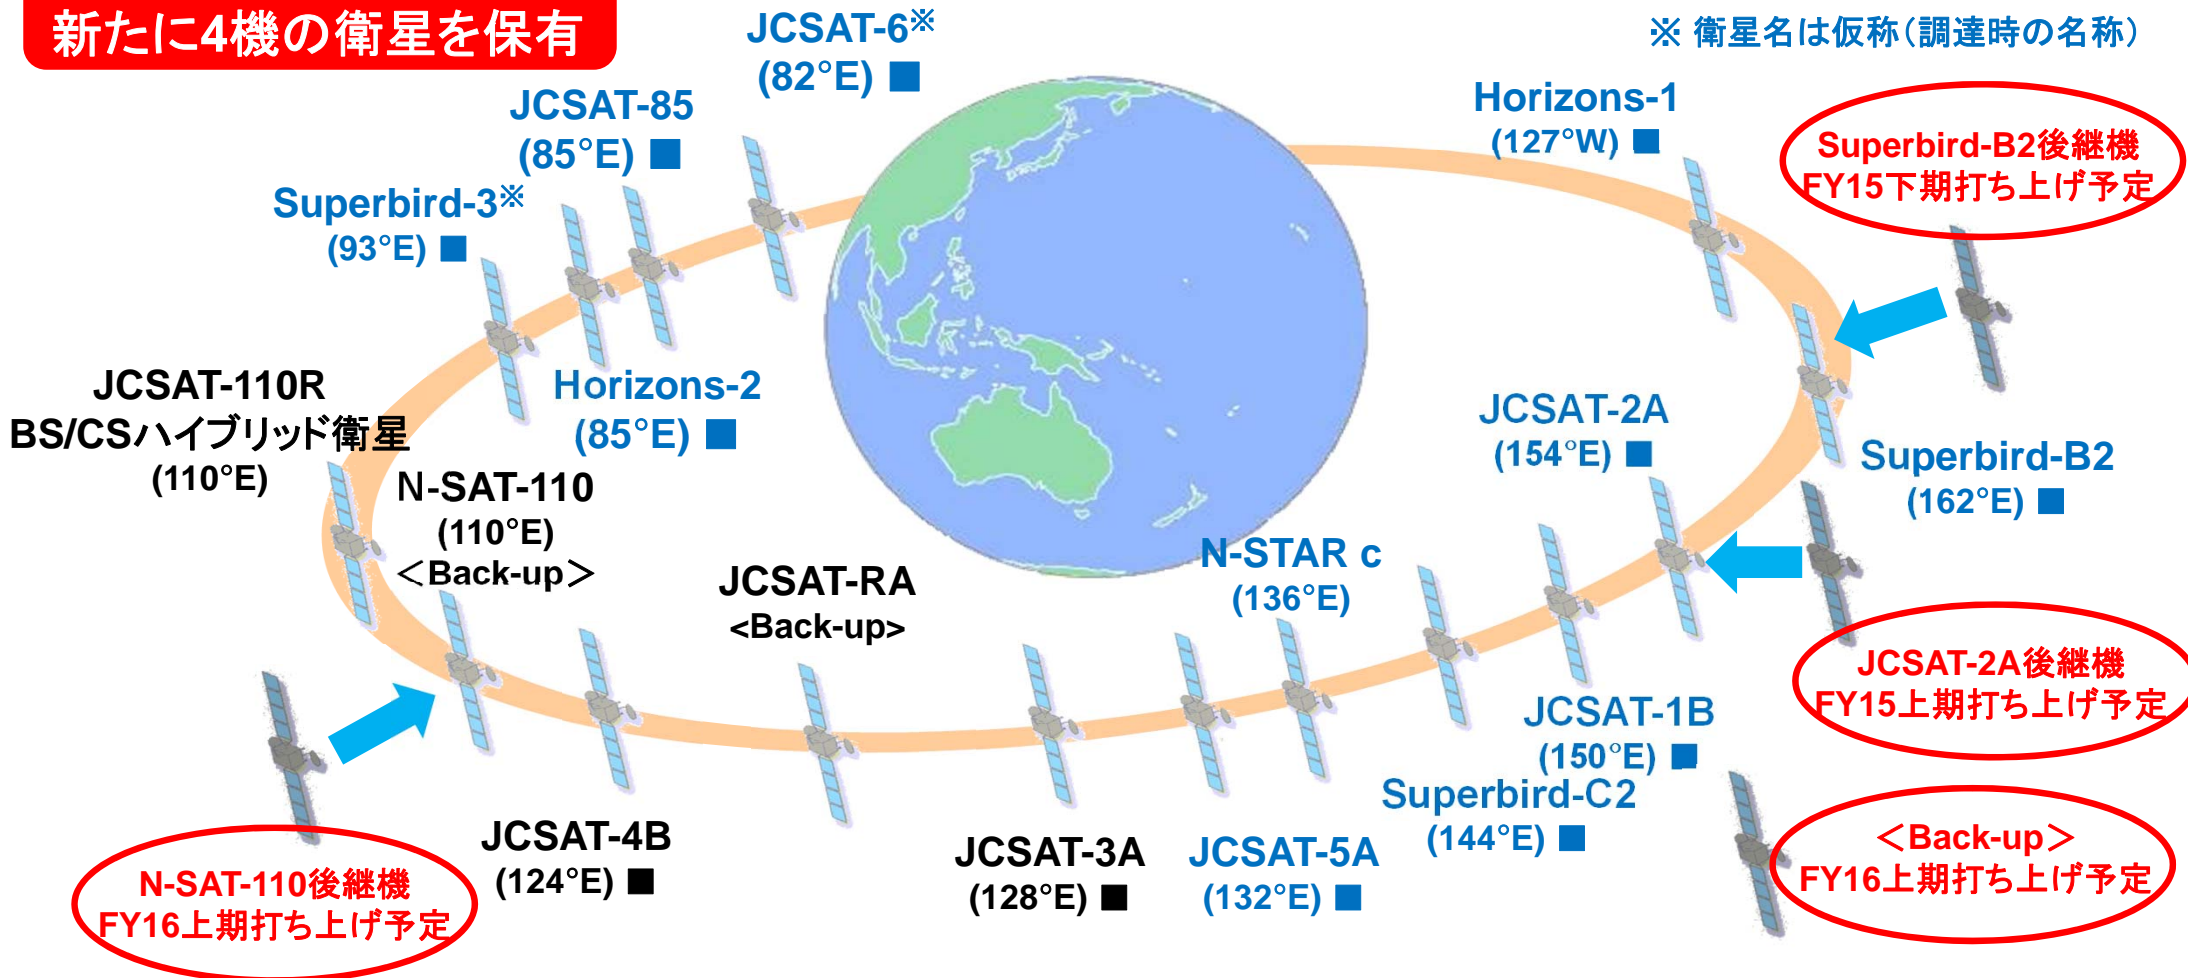 新たに4機の衛星を保有
※ 衛星名は仮称（調達時の名称）
JCSAT-6※
(82°E) ■
JCSAT-85
(85°E) ■
Superbird-3※
(93°E) ■
Horizons-2
(85°E) ■
Horizons-1
(127°W) ■
Superbird-B2後継機
FY15下期打ち上げ予定
JCSAT-110R
BS/CSハイブリッド衛星
(110°E)
N-SAT-110
(110°E)
＜Back-up＞
JCSAT-RA
<Back-up>
N-STAR c
(136°E)
JCSAT-2A
(154°E) ■
Superbird-B2
(162°E) ■
JCSAT-2A後継機
FY15上期打ち上げ予定
JCSAT-1B
(150°E) ■
Superbird-C2
(144°E) ■
＜Back-up＞
FY16上期打ち上げ予定
JCSAT-4B
(124°E) ■
JCSAT-3A
(128°E) ■
JCSAT-5A
(132°E) ■
N-SAT-110後継機
FY16上期打ち上げ予定